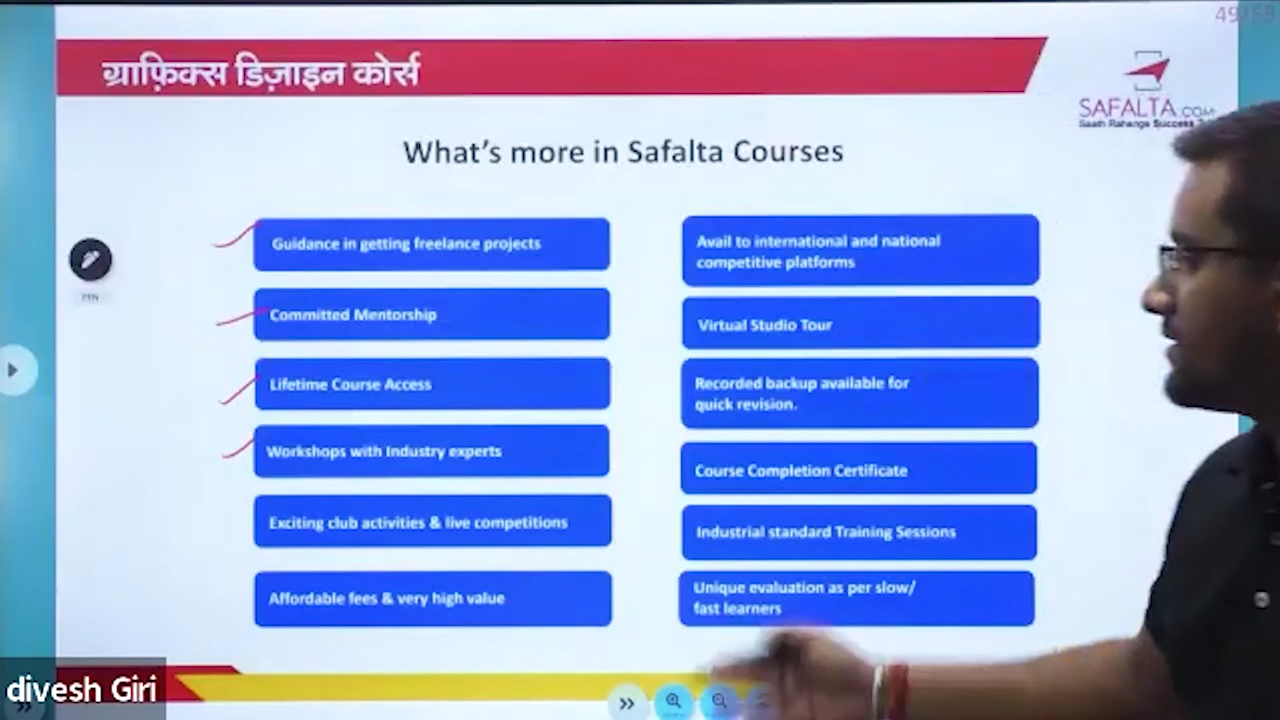 49/59
ग्राफ़िक्स डिज़ाइन कोर्स
SAFALTA.COM
Saath Rahenge Success
What's more in Safalta Courses
Guidance in getting freelance projects
Committed Mentorship
Lifetime Course Access
Workshops with Industry experts
Exciting club activities & live competitions
Affordable fees & very high value
Avail to international and national
competitive platforms
Virtual Studio Tour
Recorded backup available for
quick revision.
Course Completion Certificate
Industrial standard Training Sessions
Unique evaluation as per slow/
fast learners
PEN
divesh Giri